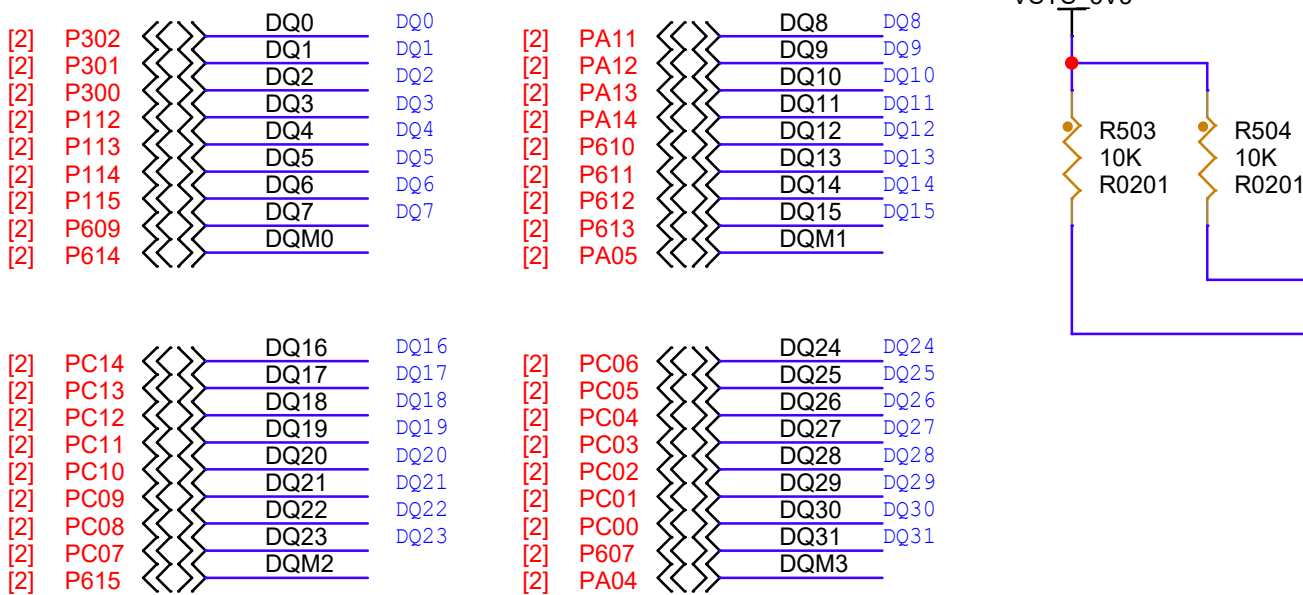 [2] P302 DQ0 DQ0
[2] P301 DQ1 DQ1
[2] P300 DQ2 DQ2
[2] P112 DQ3 DQ3
[2] P113 DQ4 DQ4
[2] P114 DQ5 DQ5
[2] P115 DQ6 DQ6
[2] P609 DQ7 DQ7
[2] P614 DQM0
[2] PA11 DQ8 DQ8
[2] PA12 DQ9 DQ9
[2] PA13 DQ10 DQ10
[2] PA14 DQ11 DQ11
[2] P610 DQ12 DQ12
[2] P611 DQ13 DQ13
[2] P612 DQ14 DQ14
[2] P613 DQ15 DQ15
[2] PA05 DQM1
R503
10K
R0201
R504
10K
R0201
[2] PC14 DQ16 DQ16
[2] PC13 DQ17 DQ17
[2] PC12 DQ18 DQ18
[2] PC11 DQ19 DQ19
[2] PC10 DQ20 DQ20
[2] PC09 DQ21 DQ21
[2] PC08 DQ22 DQ22
[2] PC07 DQ23 DQ23
[2] P615 DQM2
[2] PC06 DQ24 DQ24
[2] PC05 DQ25 DQ25
[2] PC04 DQ26 DQ26
[2] PC03 DQ27 DQ27
[2] PC02 DQ28 DQ28
[2] PC01 DQ29 DQ29
[2] PC00 DQ30 DQ30
[2] P607 DQ31 DQ31
[2] PA04 DQM3